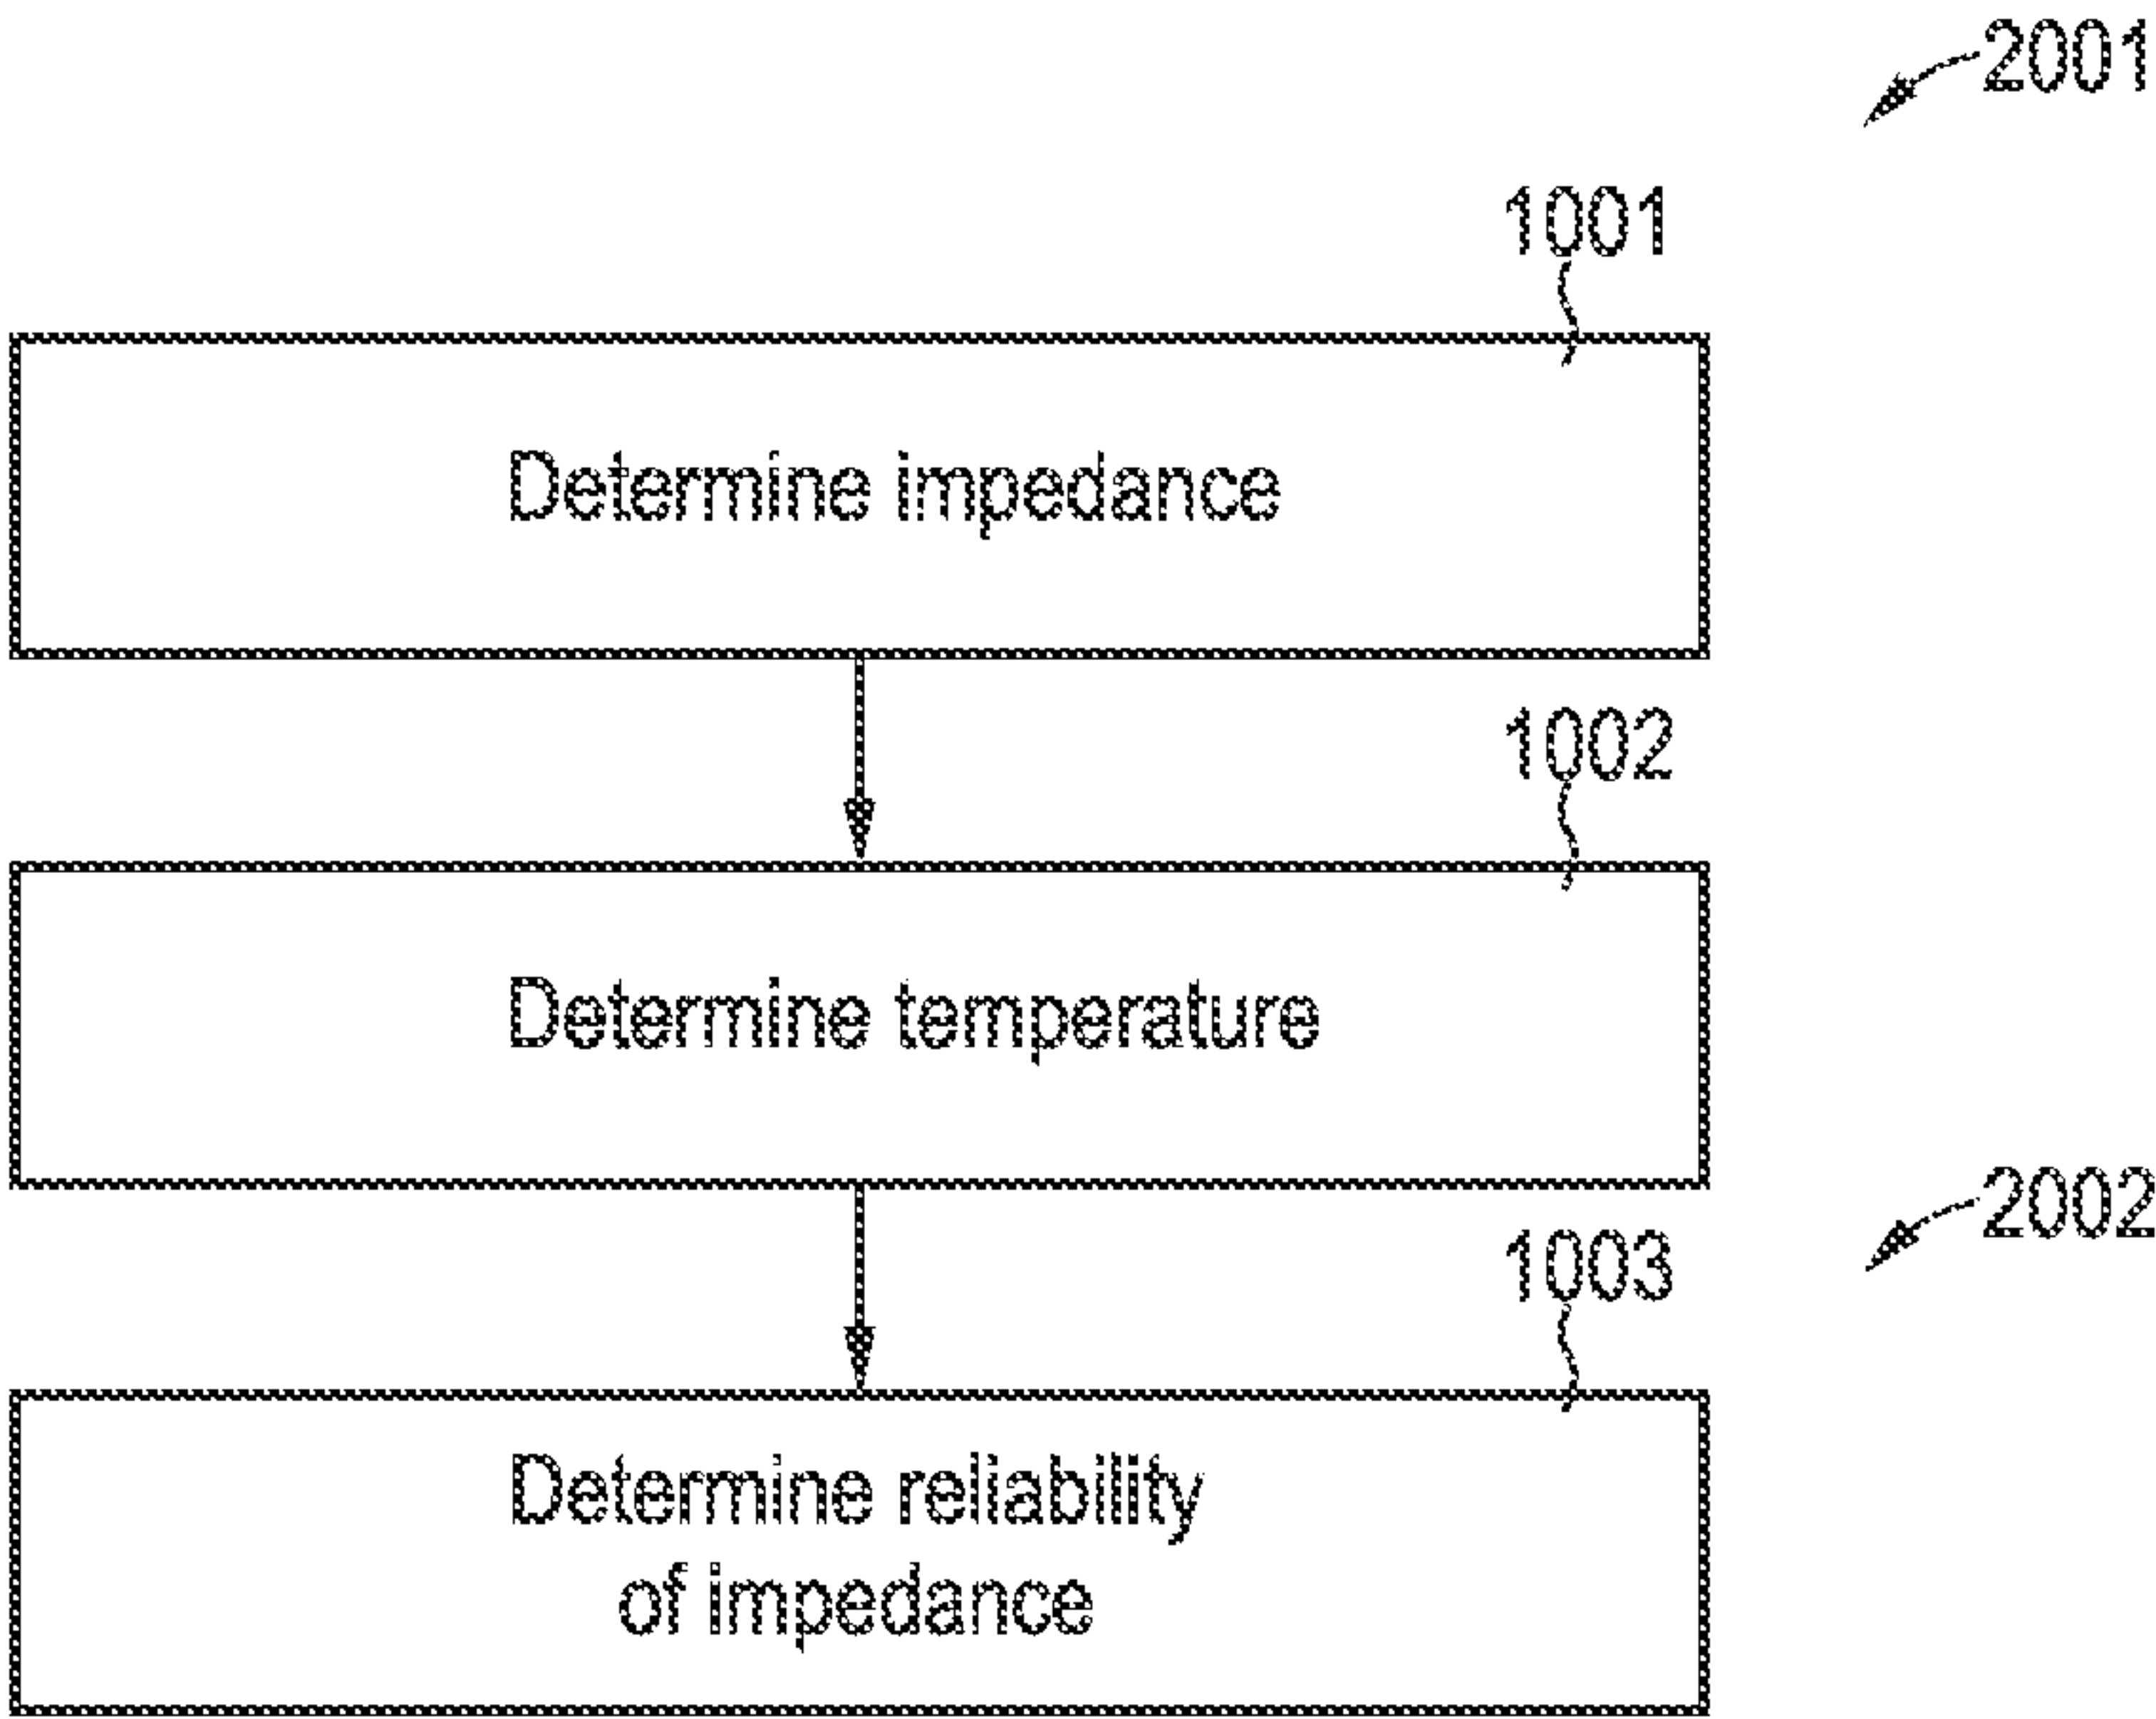 2001
1001
Determine impedance
1002
Determine temperature
2002
1003
Determine reliability
of impedance